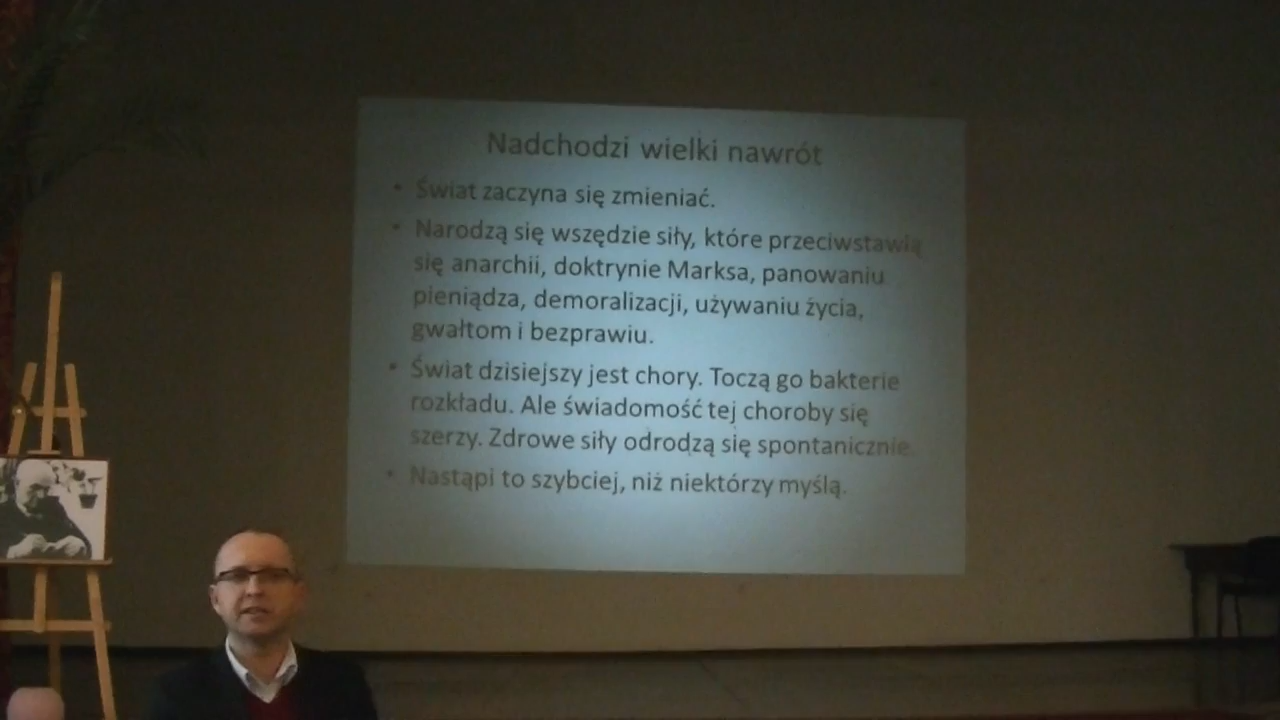 Nadchodzi wielki nawrót
• Świat zaczyna się zmieniać.
• Narodzą się wszędzie siły, które przeciwstawią
się anarchii, doktrynie Marksa, panowaniu
pieniądza, demoralizacji, używaniu życia,
gwałtom i bezprawiu.
• Świat dzisiejszy jest chory. Toczą go bakterie
rozkładu. Ale świadomość tej choroby się
szerzy. Zdrowe siły odrodzą się spontanicznie.
• Nastąpi to szybciej, niż niektórzy myślą.